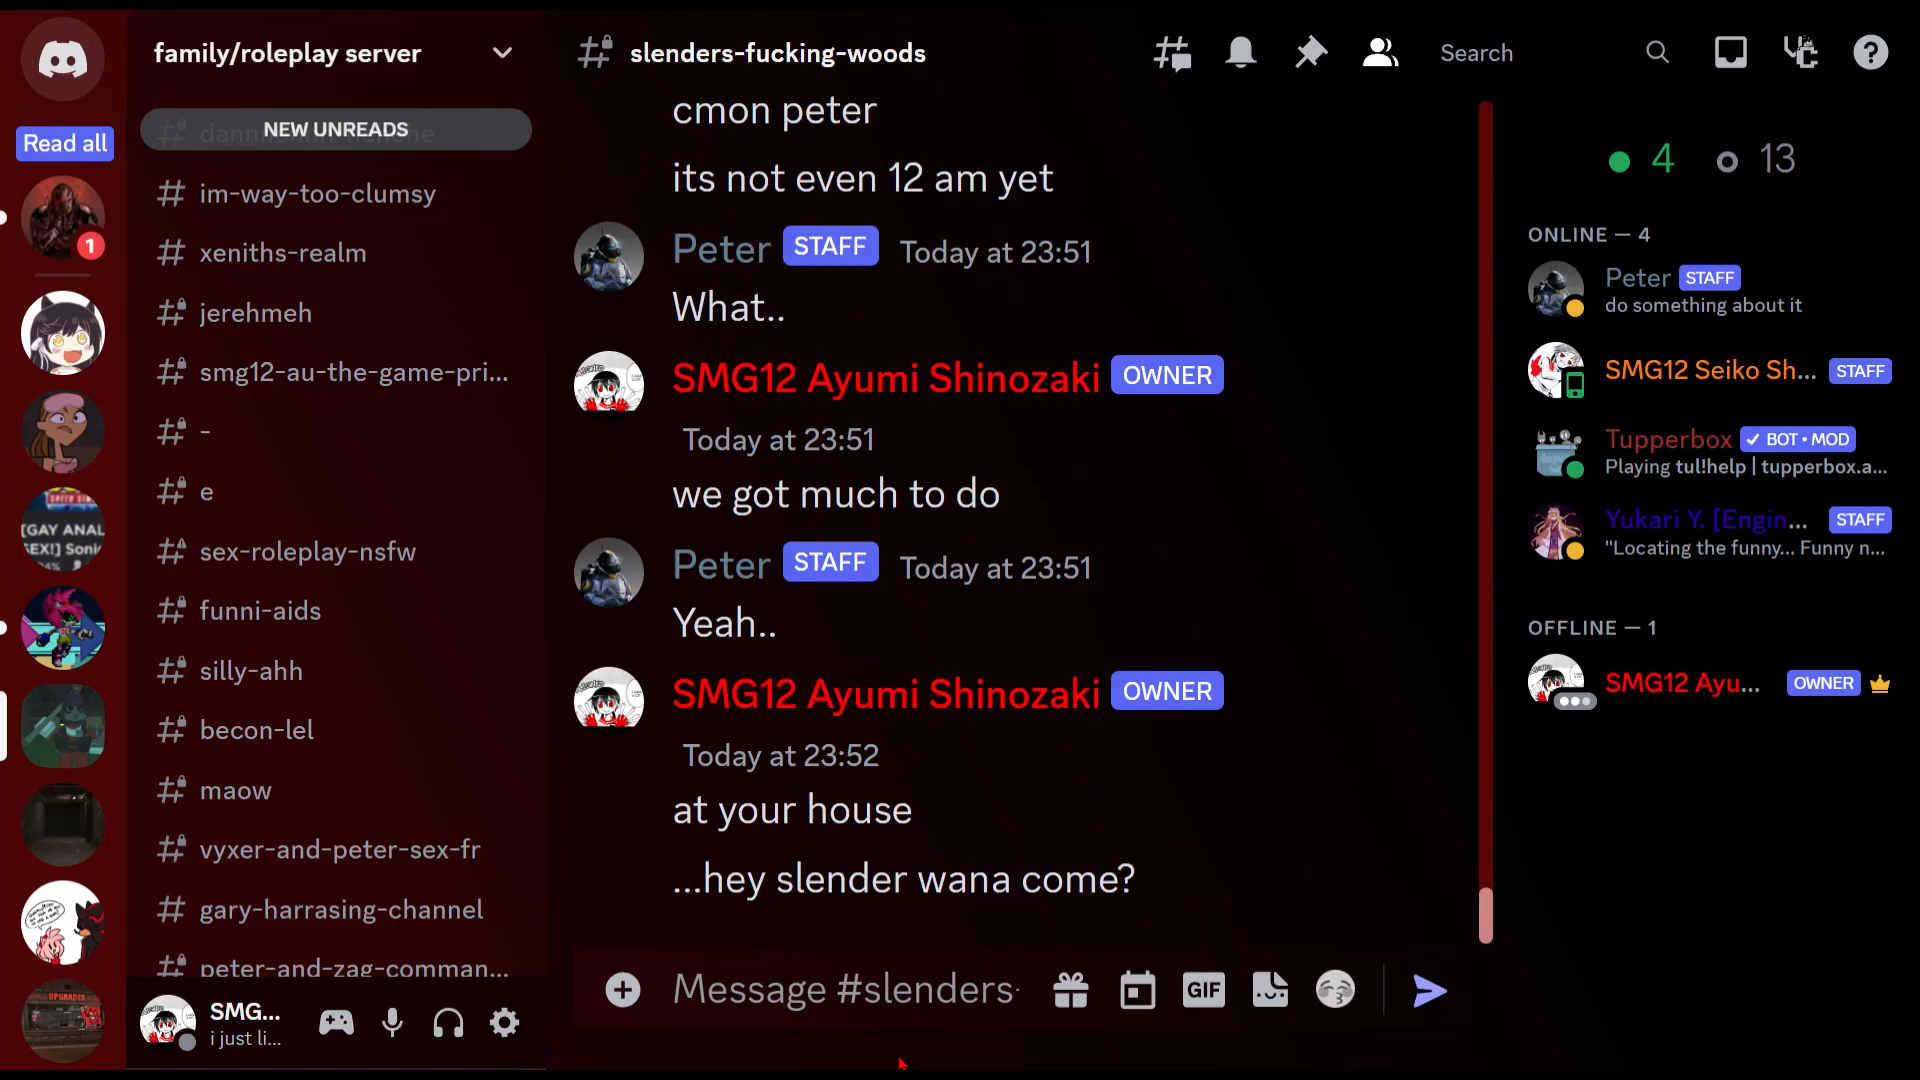 family/roleplay server
slenders-fucking-woods
Search
Read all
NEW UNREADS
1
im-way-too-clumsy
xeniths-realm
jerehmeh
smg12-au-the-game-pri...
-
e
sex-roleplay-nsfw
funni-aids
silly-ahh
becon-lel
maow
vyxer-and-peter-sex-fr
gary-harrasing-channel
peter-and-zag-comman...
SMG...
i just li...
[GAY ANAL
UPGRADES
cmon peter
its not even 12 am yet
Peter STAFF Today at 23:51
What..
SMG12 Ayumi Shinozaki OWNER
Today at 23:51
we got much to do
Peter STAFF Today at 23:51
Yeah..
SMG12 Ayumi Shinozaki OWNER
Today at 23:52
at your house
...hey slender wana come?
Message #slenders
GIF
4 13
ONLINE — 4
Peter STAFF
do something about it
SMG12 Seiko Sh... STAFF
Tupperbox BOT • MOD
Playing tul!help | tupperbox.a...
Yukari Y. [Engin... STAFF
"Locating the funny... Funny n...
OFFLINE — 1
SMG12 Ayu... OWNER